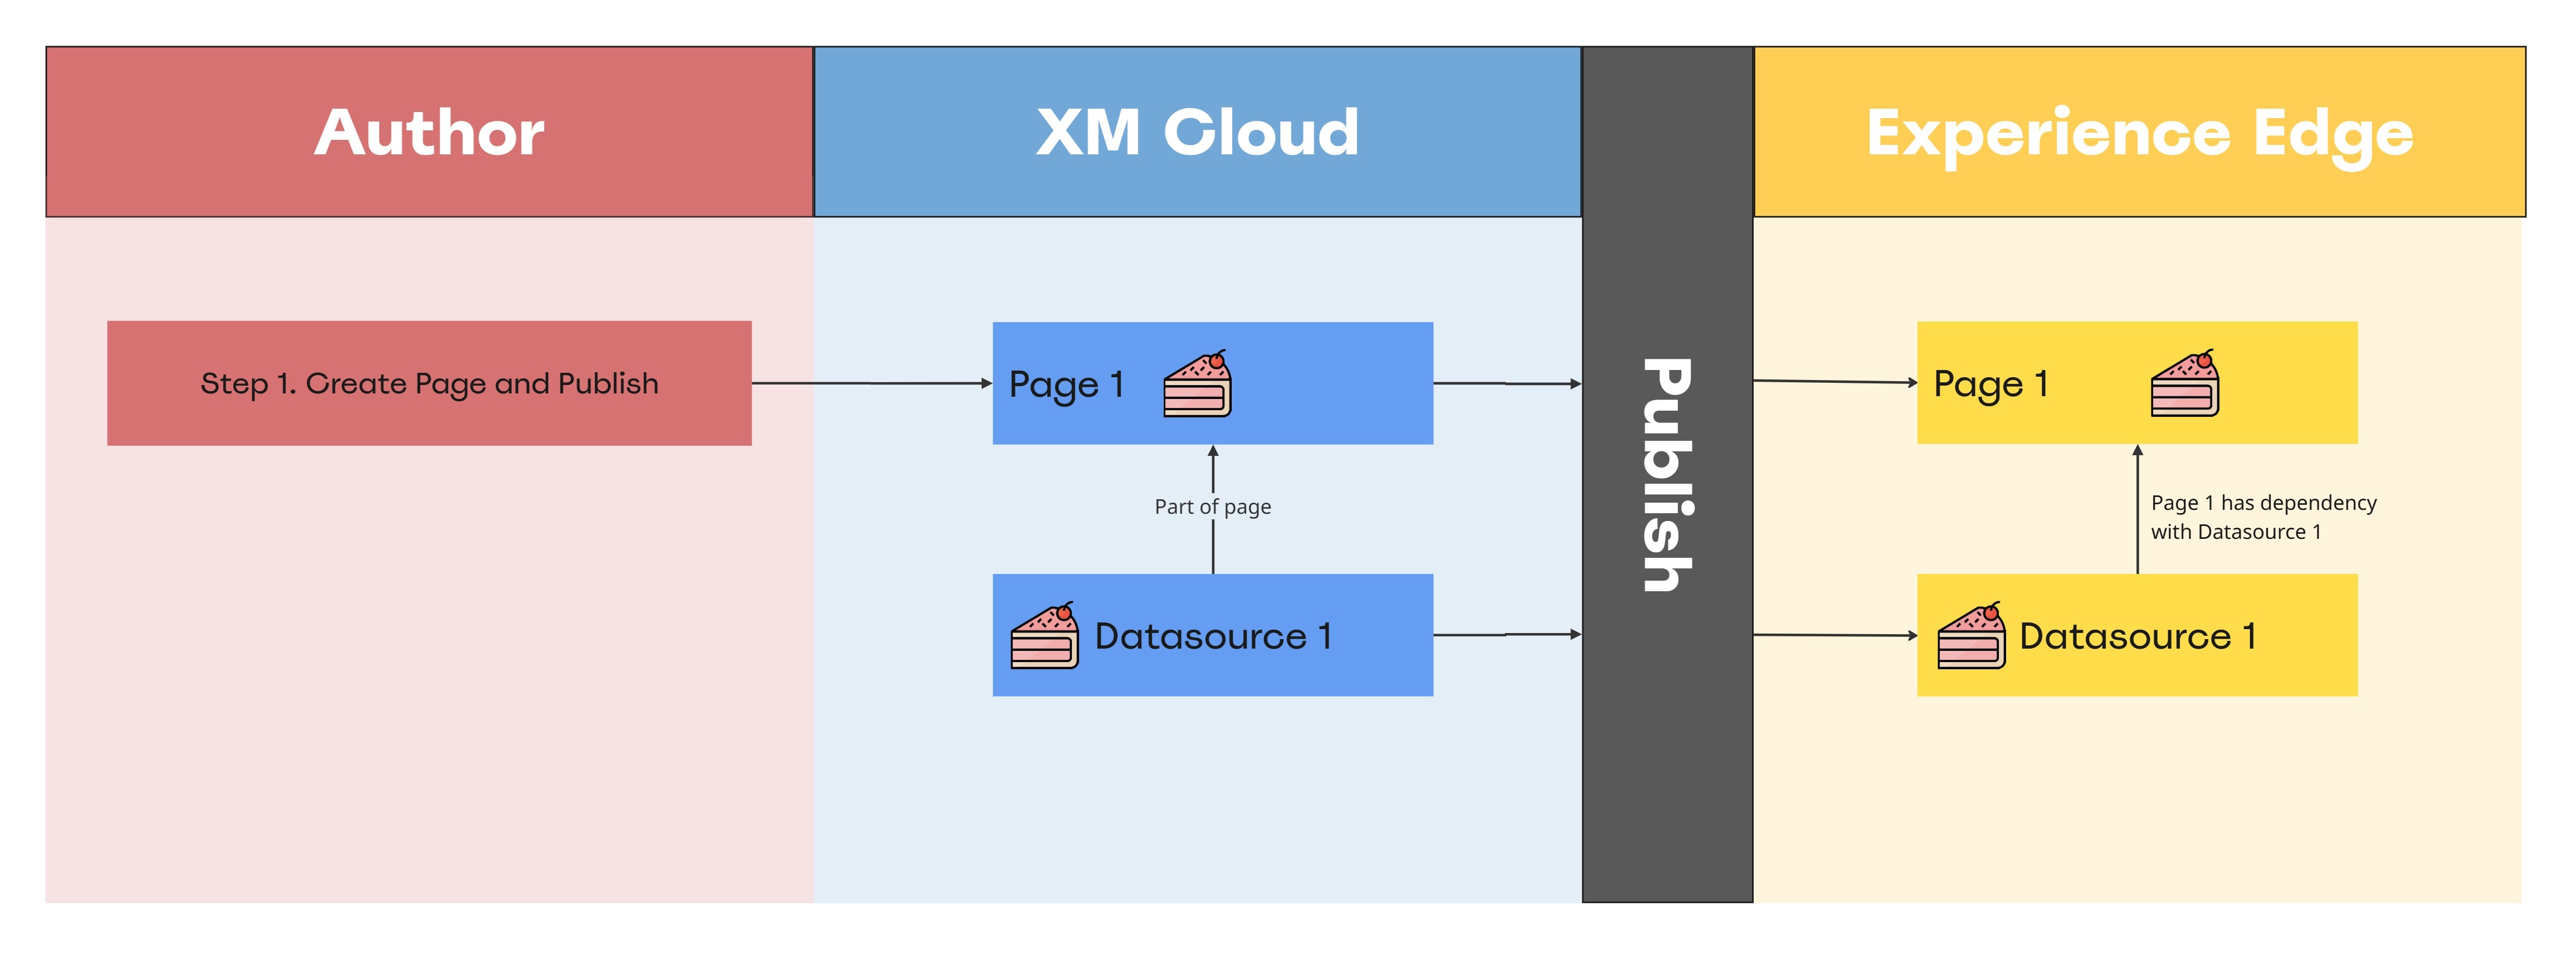 Author
XM Cloud
Publish
Experience Edge
Step 1. Create Page and Publish
Page 1
Part of page
Datasource 1
Page 1
Page 1 has dependency
with Datasource 1
Datasource 1